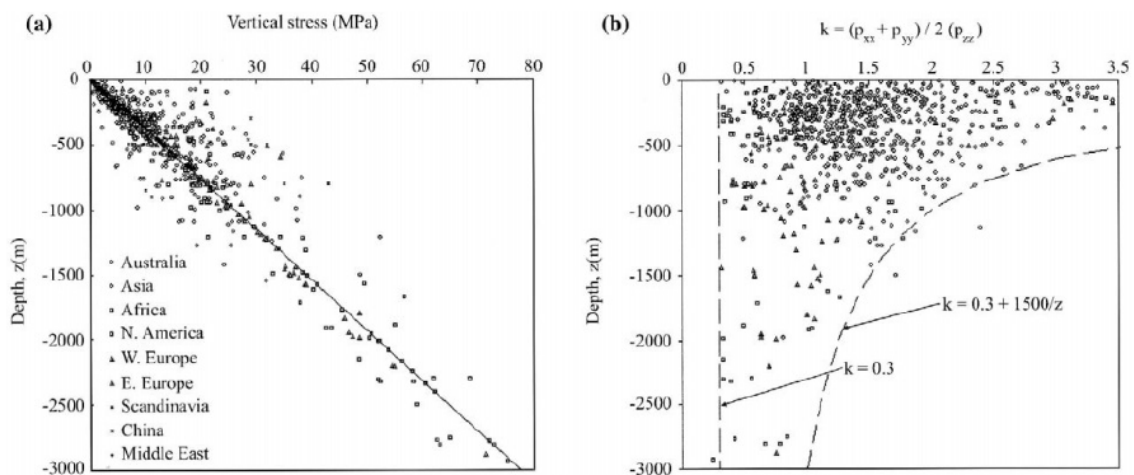 (a)
Vertical stress (MPa)
0 10 20 30 40 50 60 70 80
0
-500
-1000
-1500
-2000
-2500
-3000
Depth, z(m)
Australia
Asia
Africa
N. America
W. Europe
E. Europe
Scandinavia
China
Middle East
(b)
k = (pxx + pyy) / 2 (pzz)
0 0.5 1 1.5 2 2.5 3 3.5
0
-500
-1000
-1500
-2000
-2500
-3000
Depth, z(m)
k = 0.3 + 1500/z
k = 0.3